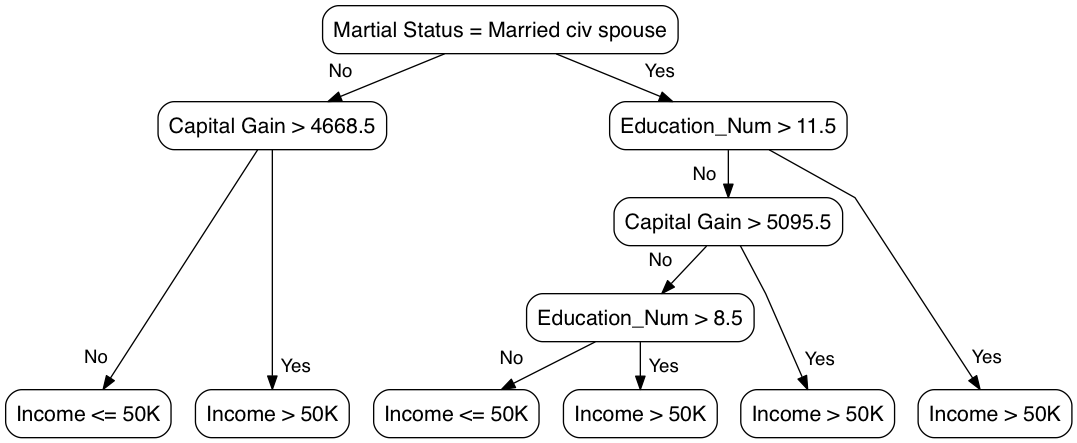 Martial Status = Married civ spouse
No
Yes
Capital Gain > 4668.5
Education_Num > 11.5
No
Capital Gain > 5095.5
No
Education_Num > 8.5
No
Yes
No
Yes
Yes
Yes
Income <= 50K
Income > 50K
Income <= 50K
Income > 50K
Income > 50K
Income > 50K